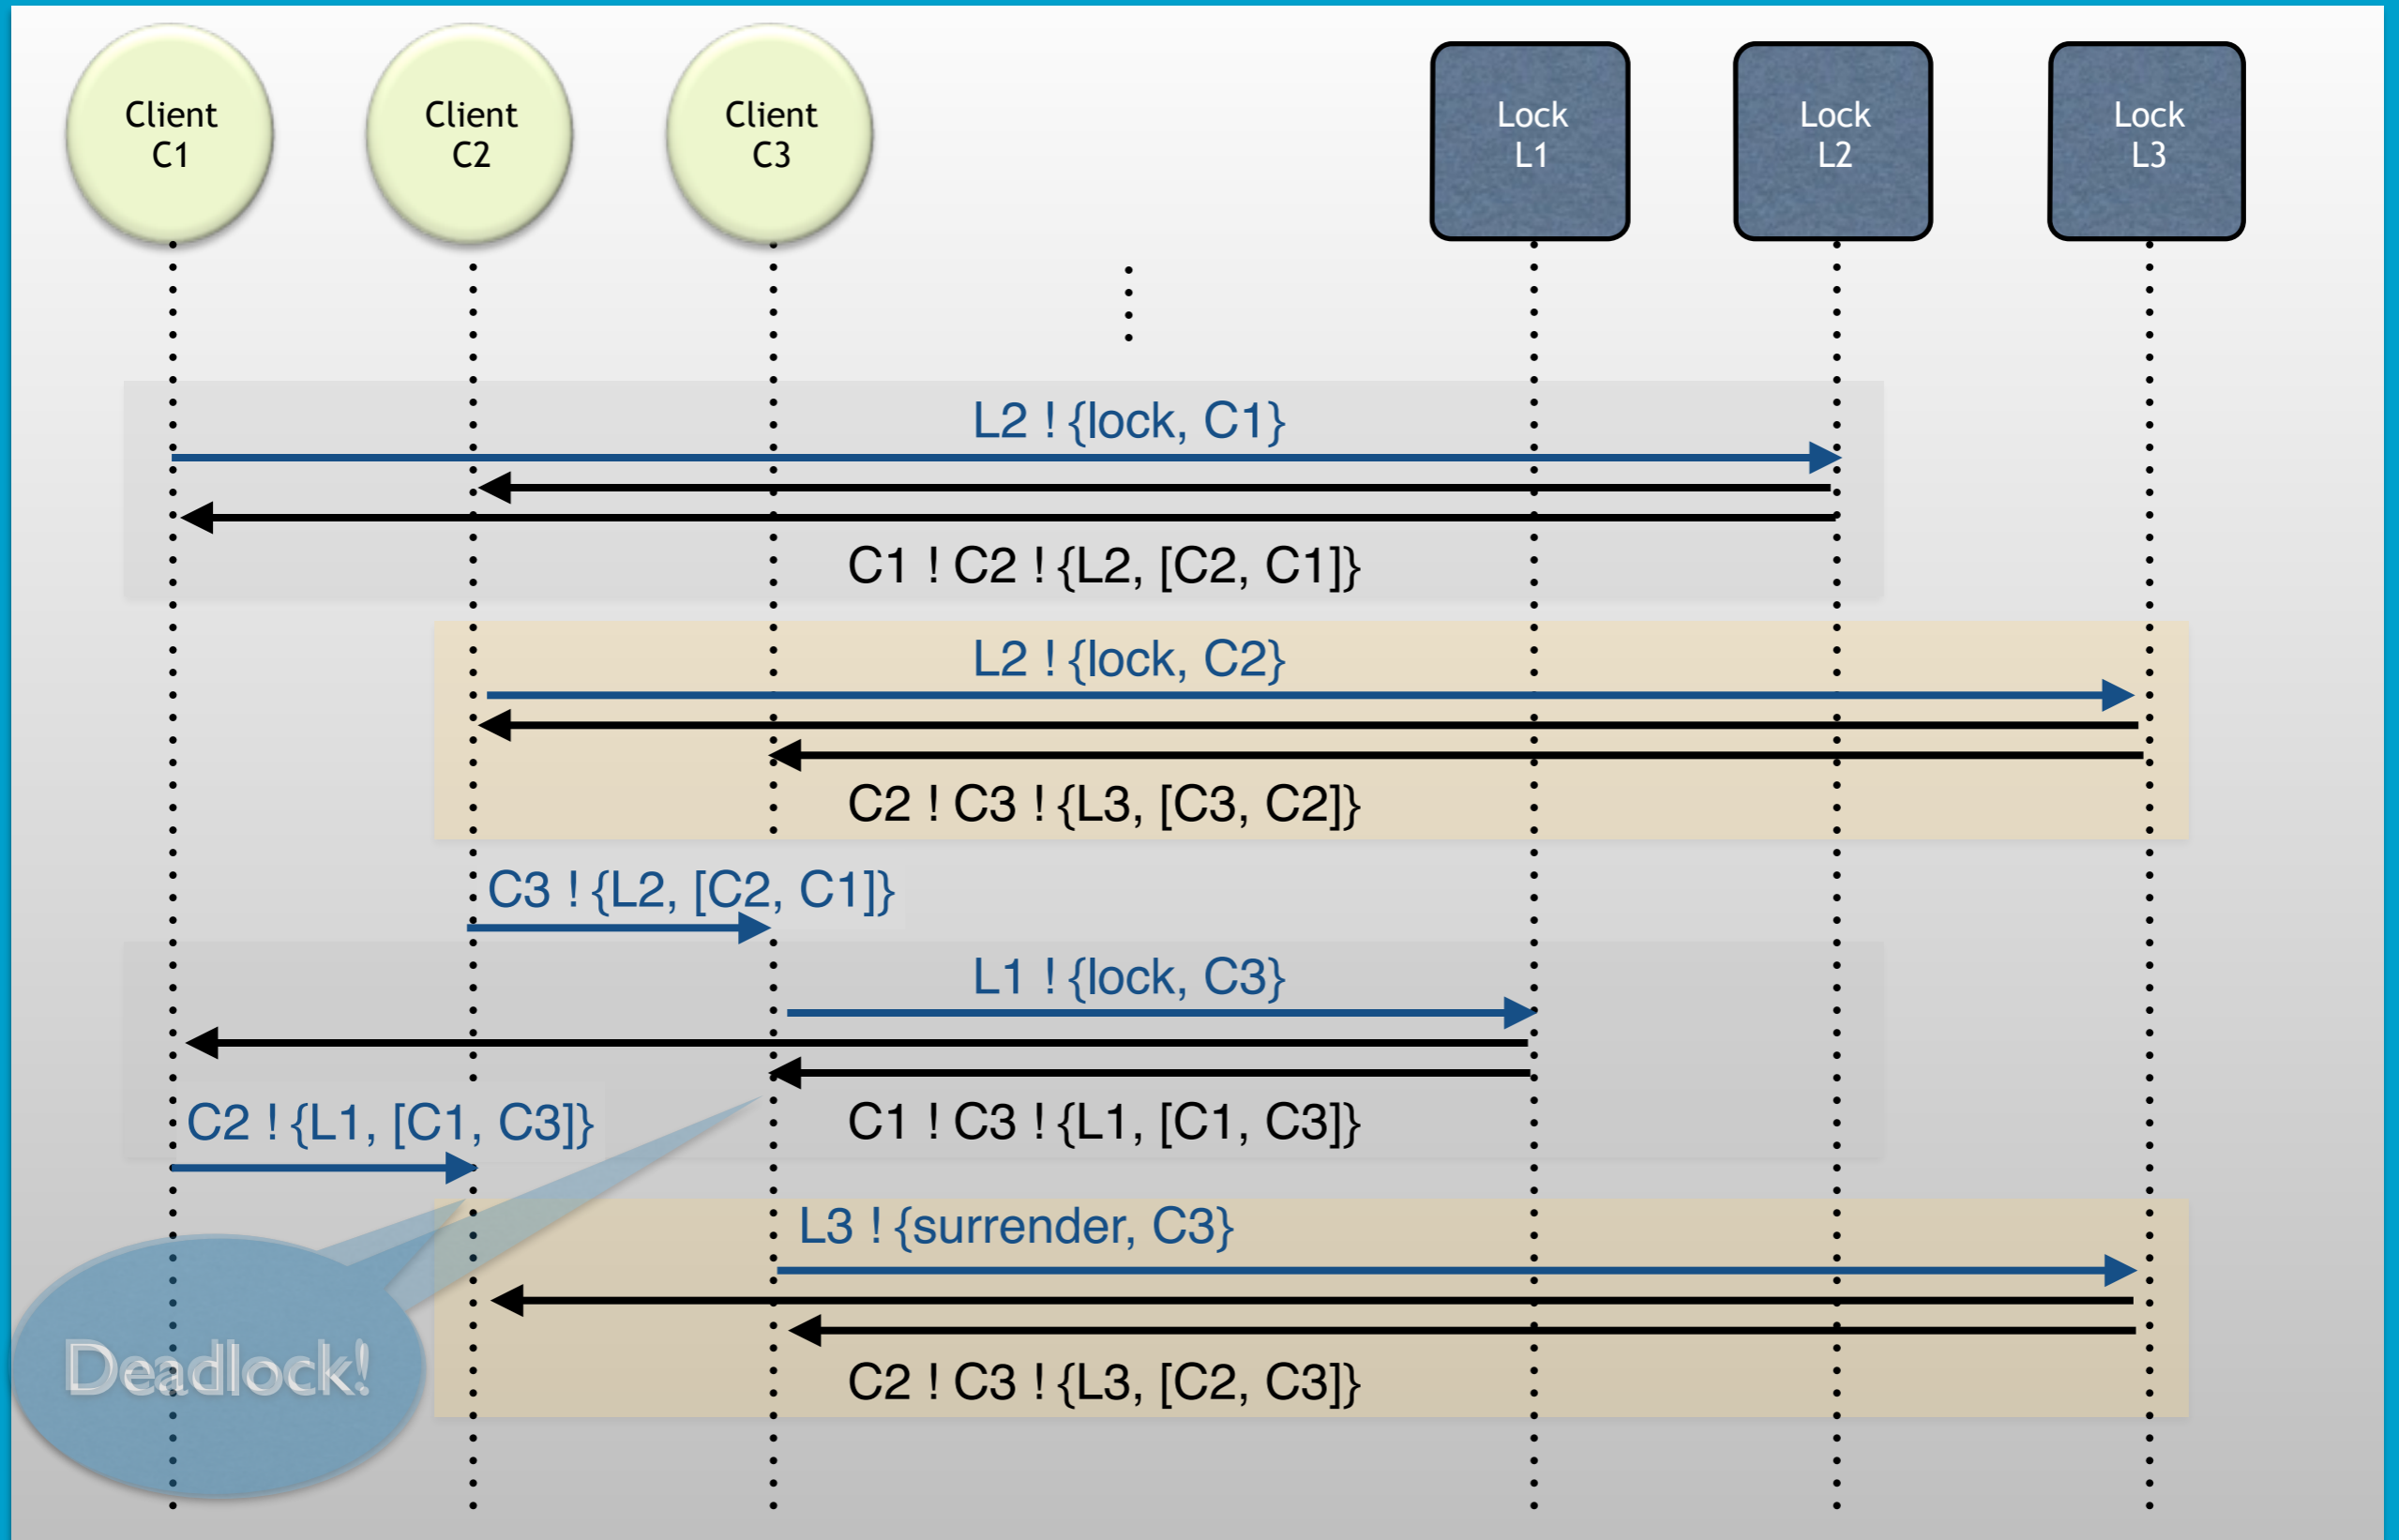 Client
C1
Client
C2
Client
C3
Lock
L1
Lock
L2
Lock
L3
L2 ! {lock, C1}
C1 ! C2 ! {L2, [C2, C1]}
L2 ! {lock, C2}
C2 ! C3 ! {L3, [C3, C2]}
C3 ! {L2, [C2, C1]}
L1 ! {lock, C3}
C2 ! {L1, [C1, C3]}
C1 ! C3 ! {L1, [C1, C3]}
L3 ! {surrender, C3}
Deadlock!
C2 ! C3 ! {L3, [C2, C3]}